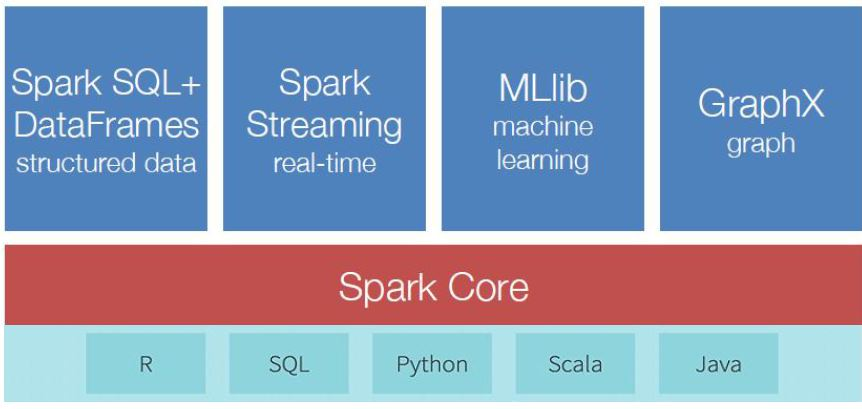 Spark SQL+
DataFrames
structured data
Spark
Streaming
real-time
MLlib
machine
learning
GraphX
graph
Spark Core
R
SQL
Python
Scala
Java